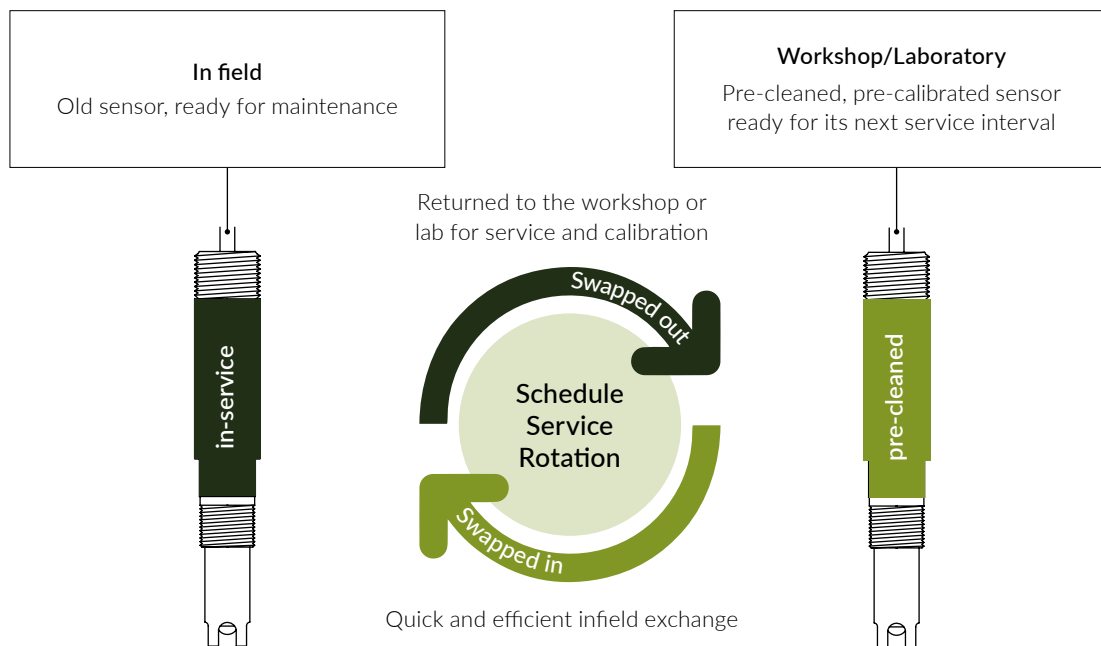 In field
Old sensor, ready for maintenance
Workshop/Laboratory
Pre-cleaned, pre-calibrated sensor
ready for its next service interval
Returned to the workshop or
lab for service and calibration
Swapped out
in-service
Schedule
Service
Rotation
pre-cleaned
Swapped in
Quick and efficient infield exchange